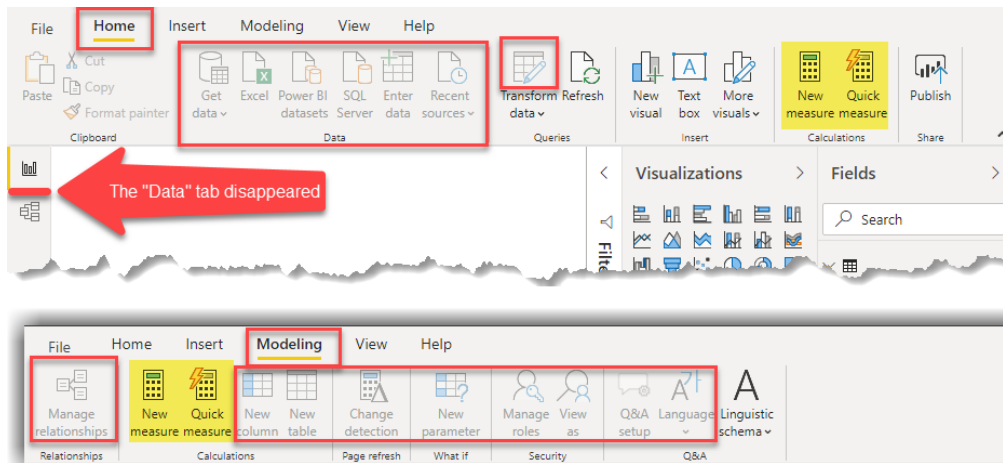 File Home Insert Modeling View Help
Paste Cut
Copy
Format painter
Get data Excel Power BI datasets SQL Server Enter data Recent sources Transform data Refresh New visual Text box More visuals New measure Quick measure Publish
Clipboard Data Queries Insert Calculations Share
The "Data" tab disappeared
Visualizations Fields
Search
Filte
File Home Insert Modeling View Help
Manage relationships New measure Quick measure New column New table Change detection New parameter Manage roles View as Q&A setup Language Linguistic schema
Relationships Calculations Page refresh What if Security Q&A